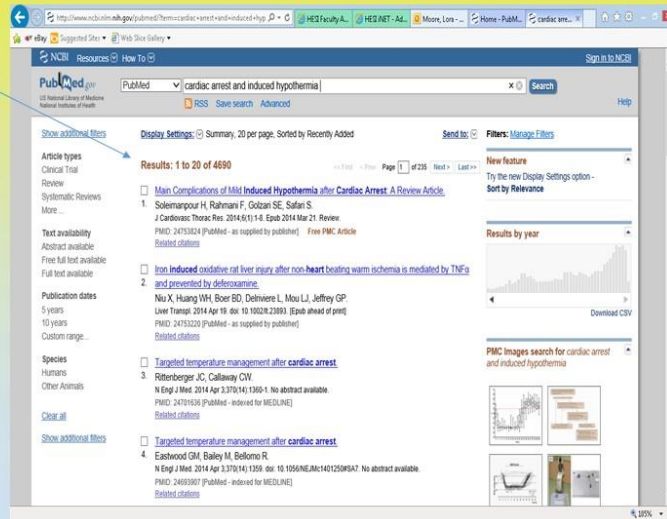 http://www.ncbi.nlm.nih.gov/pubmed/?term=cardiac+arrest+and+induced+hyp
HESI Faculty A...
HESI iNET - Ad...
Moore, Lora - ...
Home - PubM...
cardiac arre...
eBay
Suggested Sites
Web Slice Gallery
NCBI Resources How To
Sign in to NCBI
PubMed.gov
US National Library of Medicine
National Institutes of Health
PubMed
cardiac arrest and induced hypothermia
Search
RSS Save search Advanced
Help
Show additional filters
Article types
Clinical Trial
Review
Systematic Reviews
More ...
Text availability
Abstract available
Free full text available
Full text available
Publication dates
5 years
10 years
Custom range...
Species
Humans
Other Animals
Clear all
Show additional filters
Display Settings: Summary, 20 per page, Sorted by Recently Added
Send to:
Results: 1 to 20 of 4690
<< First < Prev Page 1 of 235 Next > Last >>
Main Complications of Mild Induced Hypothermia after Cardiac Arrest: A Review Article.
1. Soleimanpour H, Rahmani F, Golzari SE, Safari S.
J Cardiovasc Thorac Res. 2014;6(1):1-8. Epub 2014 Mar 21. Review.
PMID: 24753824 [PubMed - as supplied by publisher] Free PMC Article
Related citations
Iron induced oxidative rat liver injury after non-heart beating warm ischemia is mediated by TNFα
2. and prevented by deferoxamine.
Niu X, Huang WH, Boer BD, Delriviere L, Mou LJ, Jeffrey GP.
Liver Transpl. 2014 Apr 19. doi: 10.1002/lt.23893. [Epub ahead of print]
PMID: 24753220 [PubMed - as supplied by publisher]
Related citations
Targeted temperature management after cardiac arrest.
3. Rittenberger JC, Callaway CW.
N Engl J Med. 2014 Apr 3;370(14):1360-1. No abstract available.
PMID: 24701636 [PubMed - indexed for MEDLINE]
Related citations
Targeted temperature management after cardiac arrest.
4. Eastwood GM, Bailey M, Bellomo R.
N Engl J Med. 2014 Apr 3;370(14):1359. doi: 10.1056/NEJMc1401250#SA7. No abstract available.
PMID: 24693907 [PubMed - indexed for MEDLINE]
Related citations
Filters: Manage Filters
New feature
Try the new Display Settings option -
Sort by Relevance
Results by year
Download CSV
PMC Images search for cardiac arrest
and induced hypothermia
105%